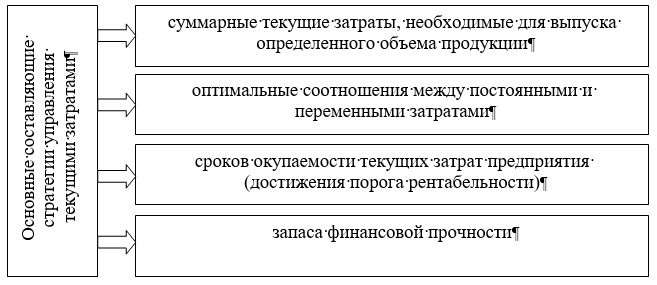 Основные составляющие
стратегии управления
текущими затратами¶
суммарные текущие затраты, необходимые для выпуска
определенного объема продукции¶
оптимальные соотношения между постоянными и
переменными затратами¶
сроков окупаемости текущих затрат предприятия
(достижения порога рентабельности)¶
запаса финансовой прочности¶